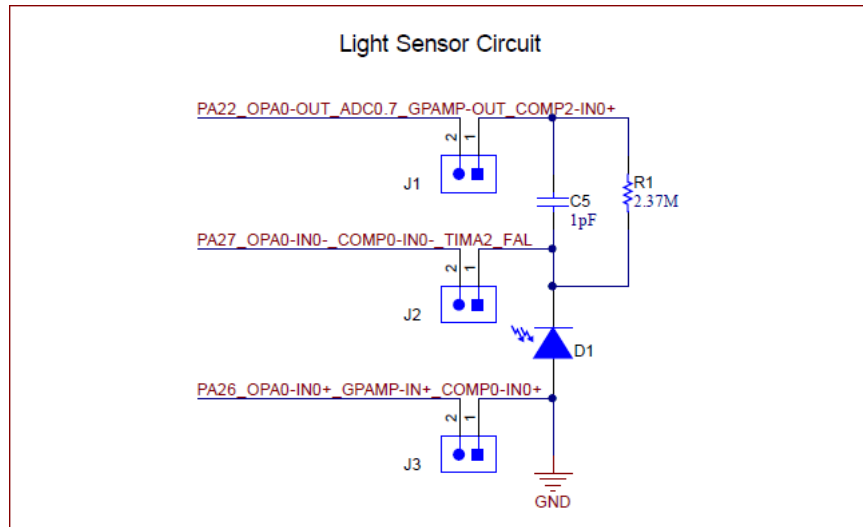 Light Sensor Circuit
PA22_OPA0-OUT_ADC0.7_GPAMP-OUT_COMP2-IN0+
2 1
J1
R1
2.37M
C5
1pF
PA27_OPA0-IN0-_COMP0-IN0-_TIMA2_FAL
2 1
J2
D1
PA26_OPA0-IN0+_GPAMP-IN+_COMP0-IN0+
2 1
J3
GND